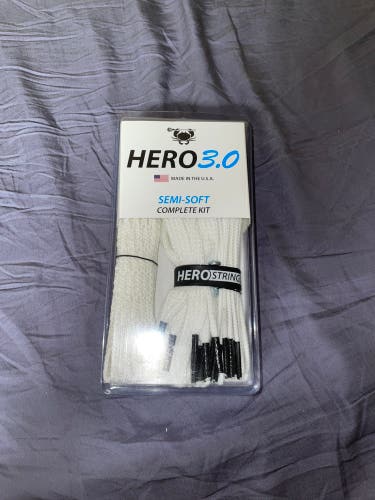 HERO3.0
MADE IN THE U.S.A.
SEMI-SOFT
COMPLETE KIT
HEROSTRING